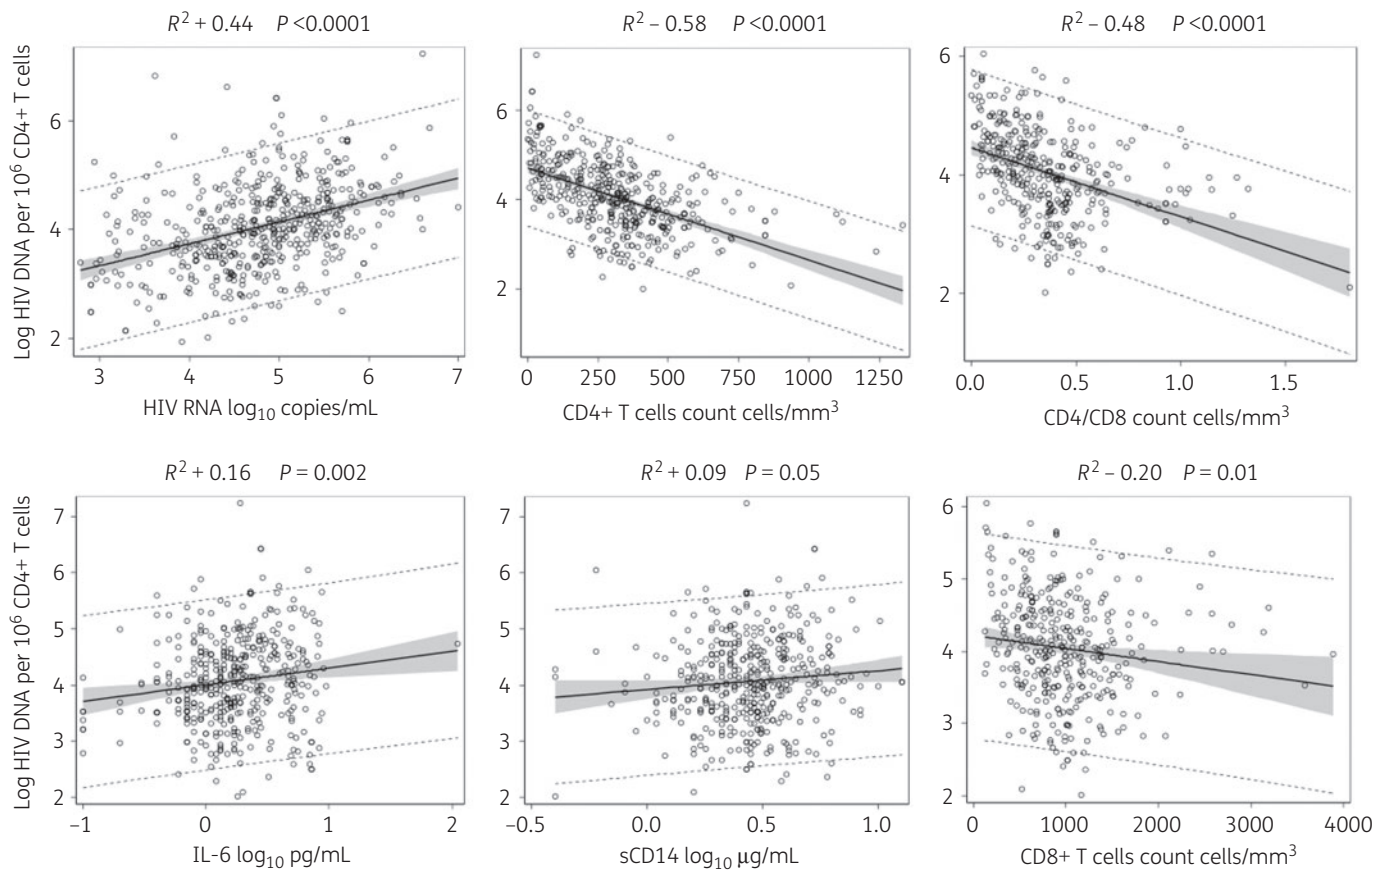 R² + 0.44 P <0.0001
R² – 0.58 P <0.0001
R² – 0.48 P <0.0001
Log HIV DNA per 10⁶ CD4+ T cells
6
4
2
3 4 5 6 7
HIV RNA log₁₀ copies/mL
6
4
2
0 250 500 750 1000 1250
CD4+ T cells count cells/mm³
6
4
2
0.0 0.5 1.0 1.5
CD4/CD8 count cells/mm³
R² + 0.16 P = 0.002
R² + 0.09 P = 0.05
R² – 0.20 P = 0.01
Log HIV DNA per 10⁶ CD4+ T cells
7
6
5
4
3
2
–1 0 1 2
IL-6 log₁₀ pg/mL
7
6
5
4
3
2
–0.5 0.0 0.5 1.0
sCD14 log₁₀ μg/mL
6
5
4
3
2
0 1000 2000 3000 4000
CD8+ T cells count cells/mm³